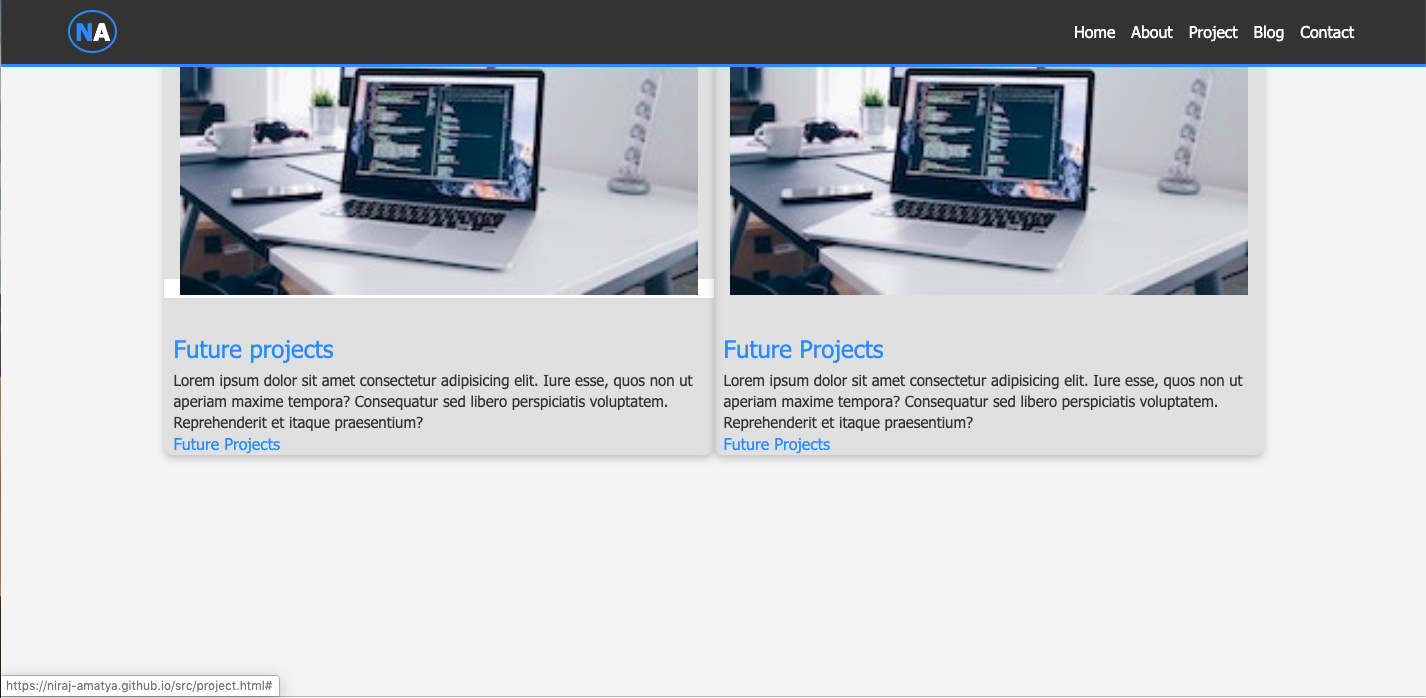 NA
Home About Project Blog Contact
Future projects
Lorem ipsum dolor sit amet consectetur adipisicing elit. Iure esse, quos non ut
aperiam maxime tempora? Consequatur sed libero perspiciatis voluptatem.
Reprehenderit et itaque praesentium?
Future Projects
Future Projects
Lorem ipsum dolor sit amet consectetur adipisicing elit. Iure esse, quos non ut
aperiam maxime tempora? Consequatur sed libero perspiciatis voluptatem.
Reprehenderit et itaque praesentium?
Future Projects
https://niraj-amatya.github.io/src/project.html#